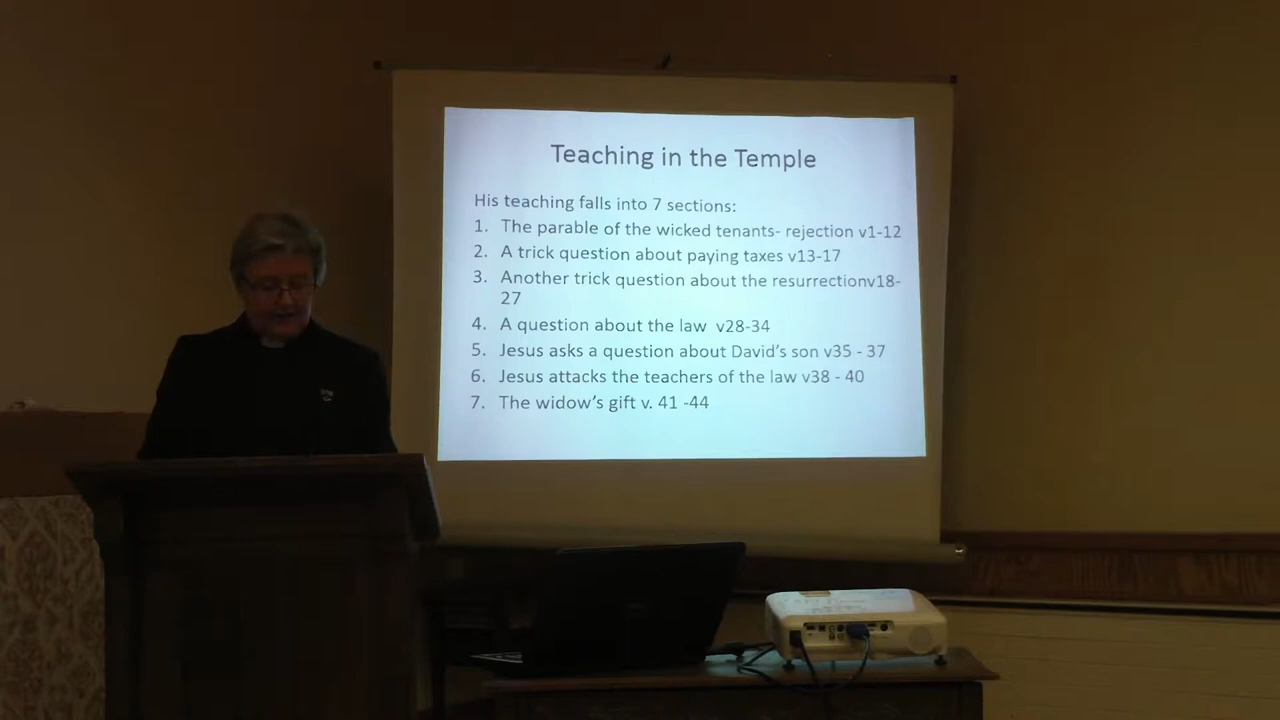 Teaching in the Temple
His teaching falls into 7 sections:
1. The parable of the wicked tenants- rejection v1-12
2. A trick question about paying taxes v13-17
3. Another trick question about the resurrectionv18-
27
4. A question about the law  v28-34
5. Jesus asks a question about David's son v35 - 37
6. Jesus attacks the teachers of the law v38 - 40
7. The widow's gift v. 41 -44